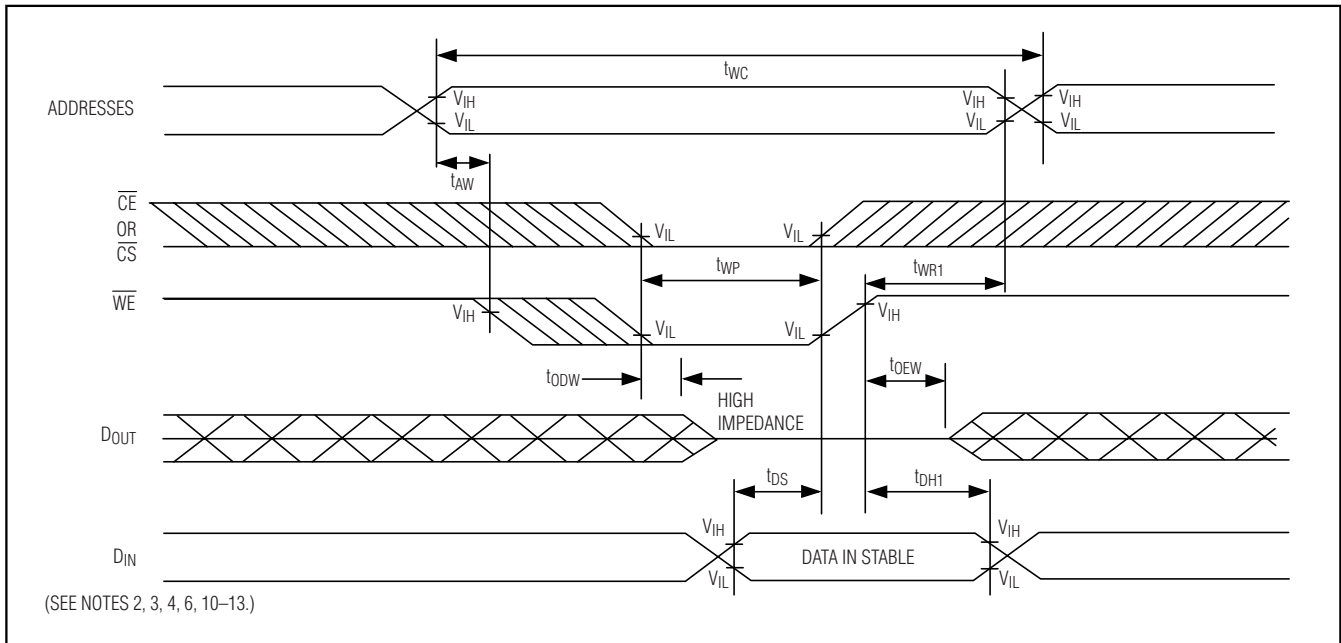 tWC
ADDRESSES
VIH
VIL
VIH
VIL
VIH
VIL
tAW
CE
OR
CS
VIL
VIL
tWP
tWR1
WE
VIH
VIL
VIL
VIH
tODW
tOEW
HIGH
IMPEDANCE
DOUT
tDS
tDH1
VIH
VIH
DIN
DATA IN STABLE
VIL
VIL
(SEE NOTES 2, 3, 4, 6, 10–13.)